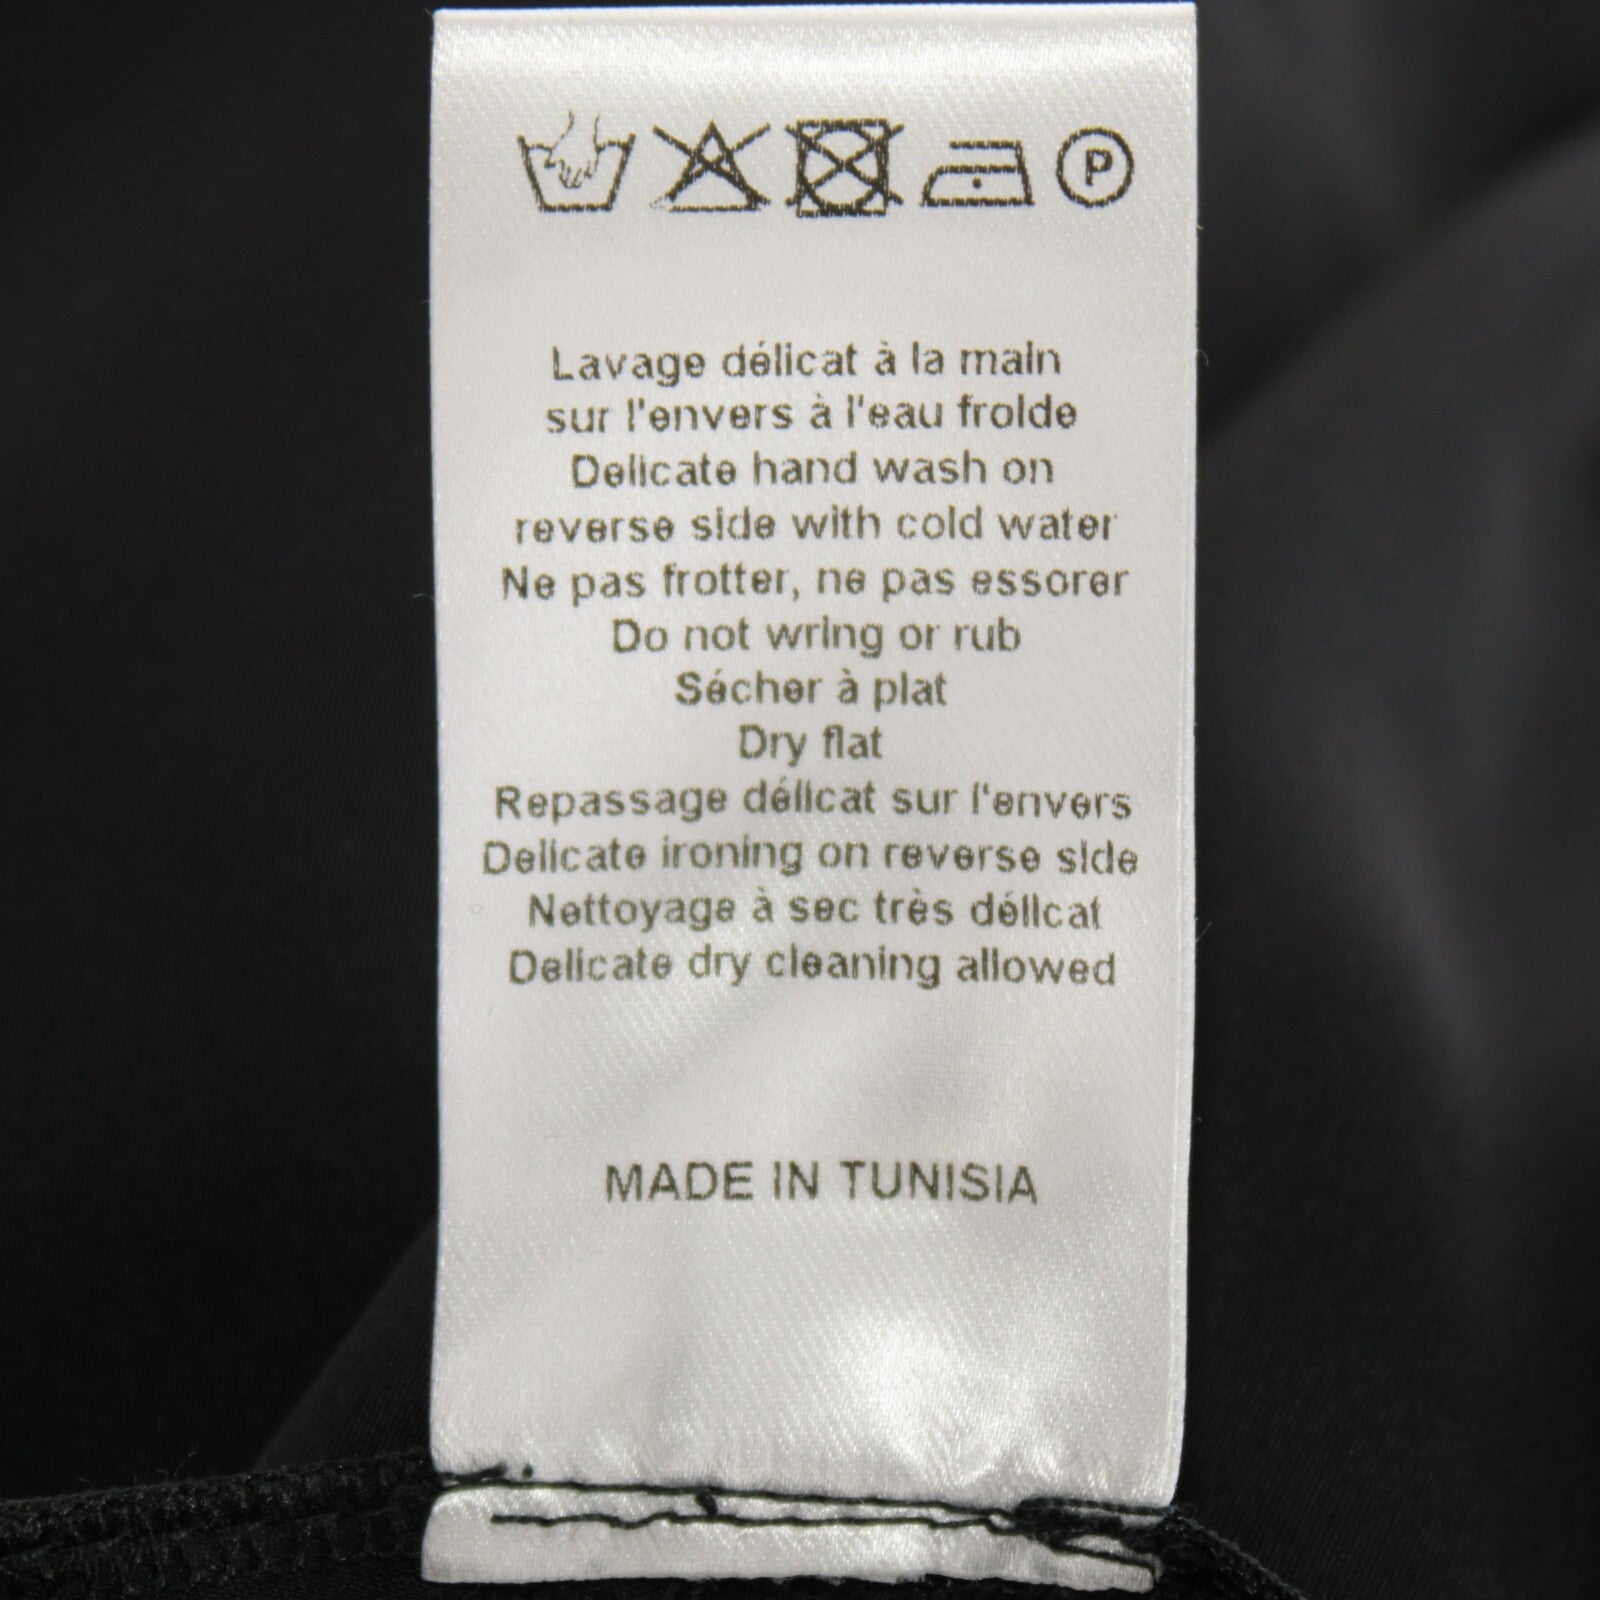 P
Lavage délicat à la main
sur l'envers à l'eau froide
Delicate hand wash on
reverse side with cold water
Ne pas frotter, ne pas essorer
Do not wring or rub
Sécher à plat
Dry flat
Repassage délicat sur l'envers
Delicate ironing on reverse side
Nettoyage à sec très délicat
Delicate dry cleaning allowed
MADE IN TUNISIA